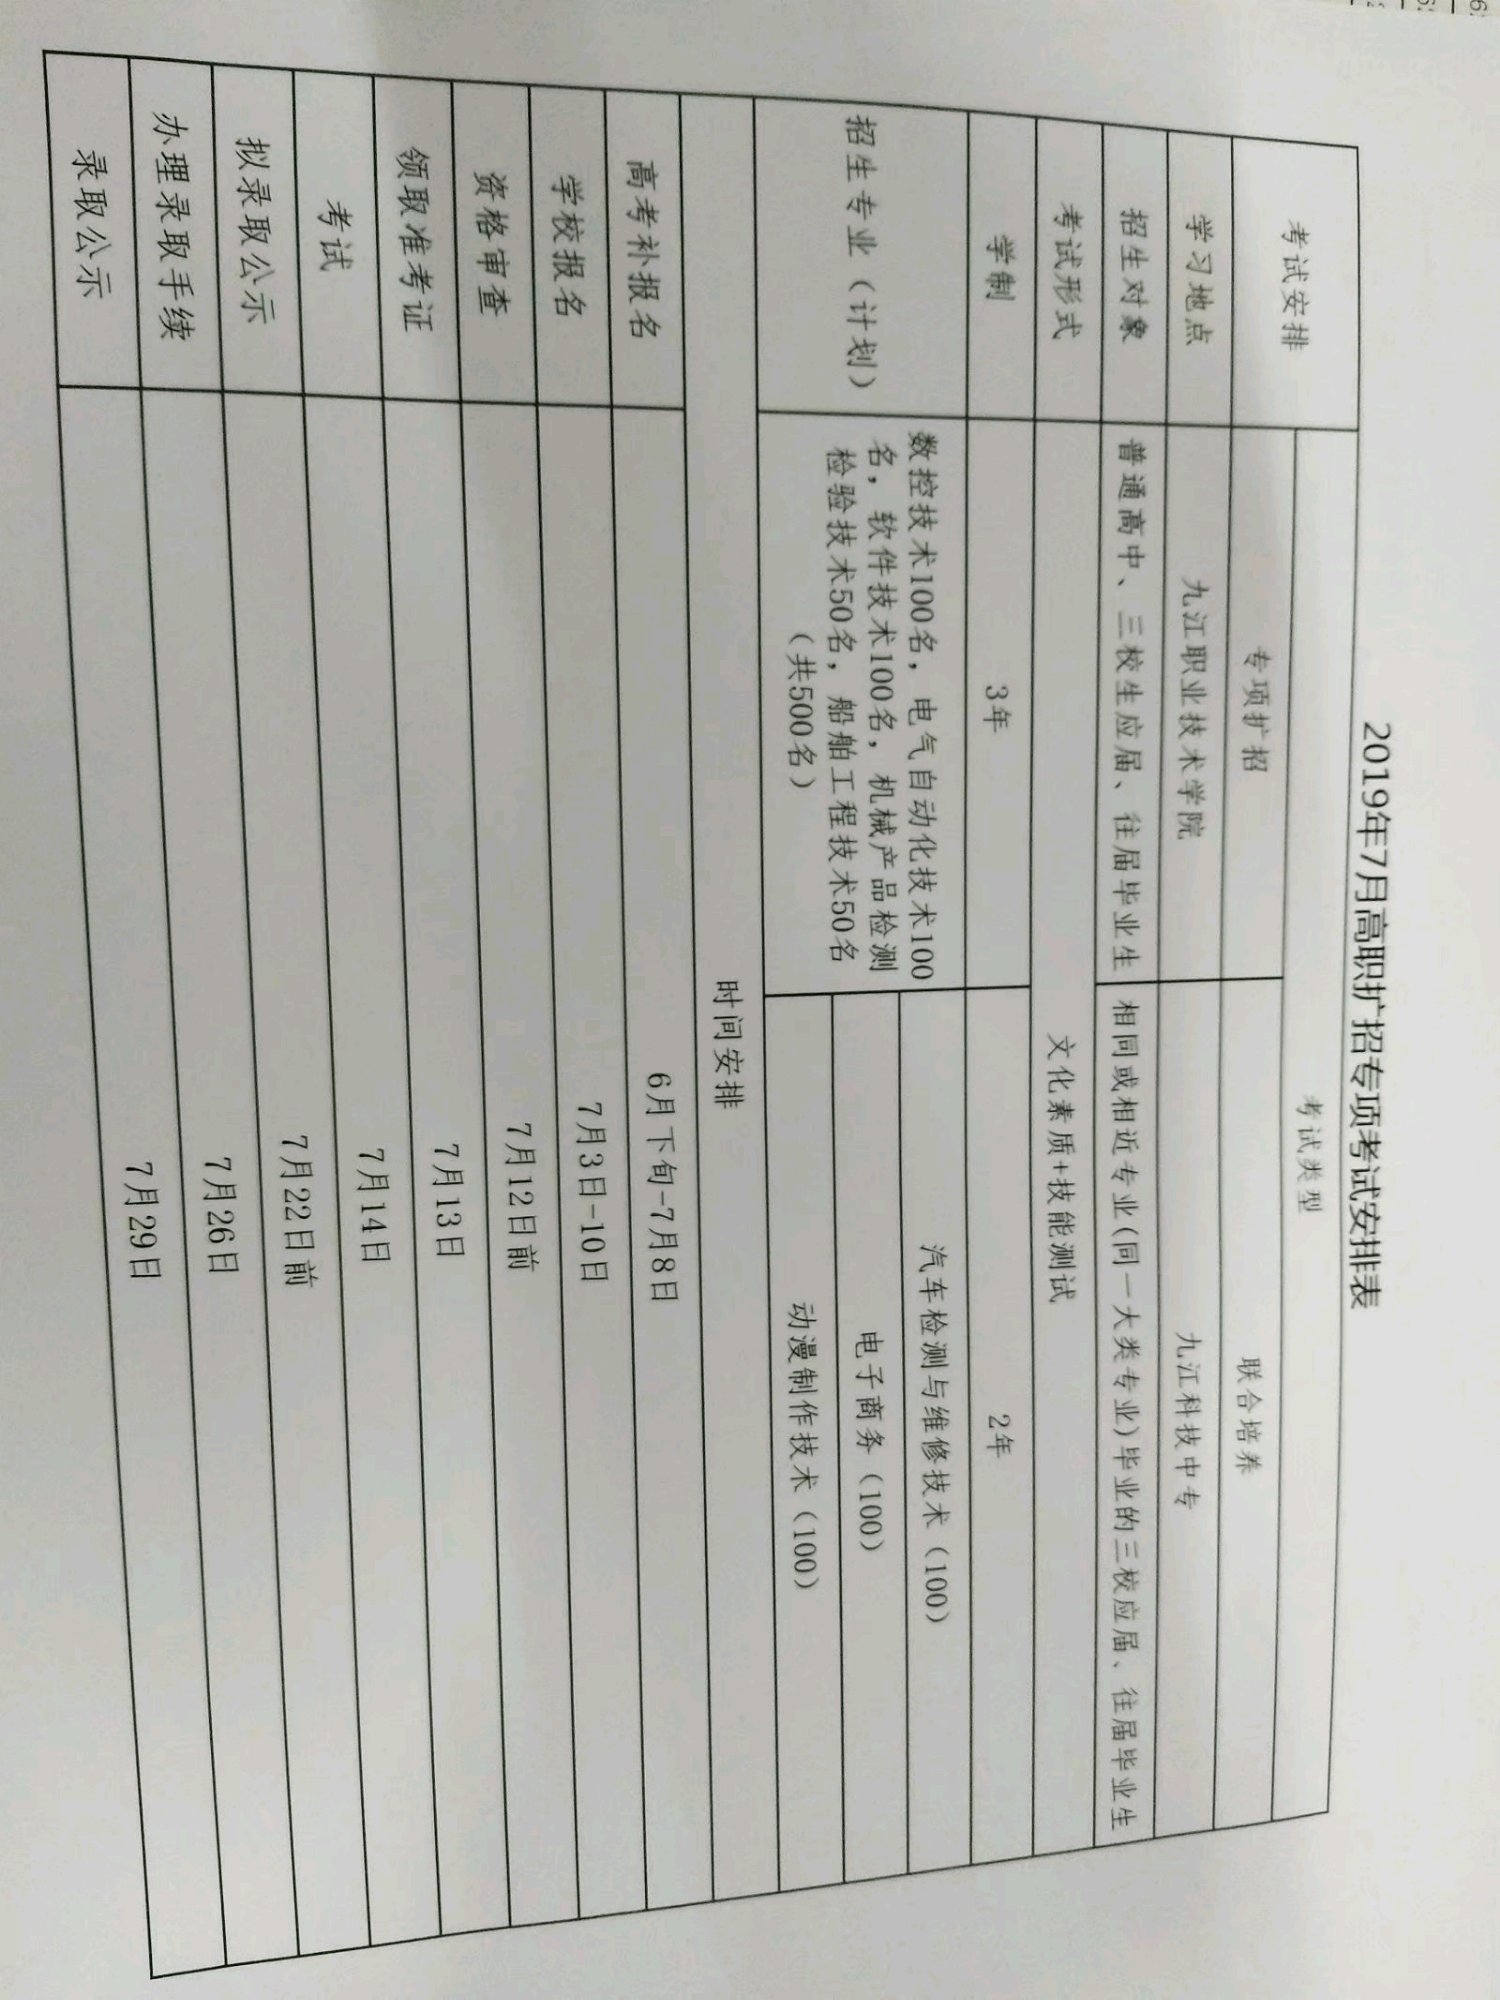 2019年7月高职扩招专项考试安排表
考试安排
考试类型
专项扩招
联合培养
学习地点
九江职业技术学院
九江科技中专
招生对象
普通高中、三校生应届、往届毕业生
相同或相近专业(同一大类专业)毕业的三校应届、往届毕业生
考试形式
文化素质+技能测试
学制
3年
2年
招生专业（计划）
数控技术100名，电气自动化技术100
名，软件技术100名，机械产品检测
检验技术50名，船舶工程技术50名
（共500名）
汽车检测与维修技术（100）
电子商务（100）
动漫制作技术（100）
时间安排
高考补报名
6月下旬-7月8日
学校报名
7月3日-10日
资格审查
7月12日前
领取准考证
7月13日
考试
7月14日
拟录取公示
7月22日前
办理录取手续
7月26日
录取公示
7月29日